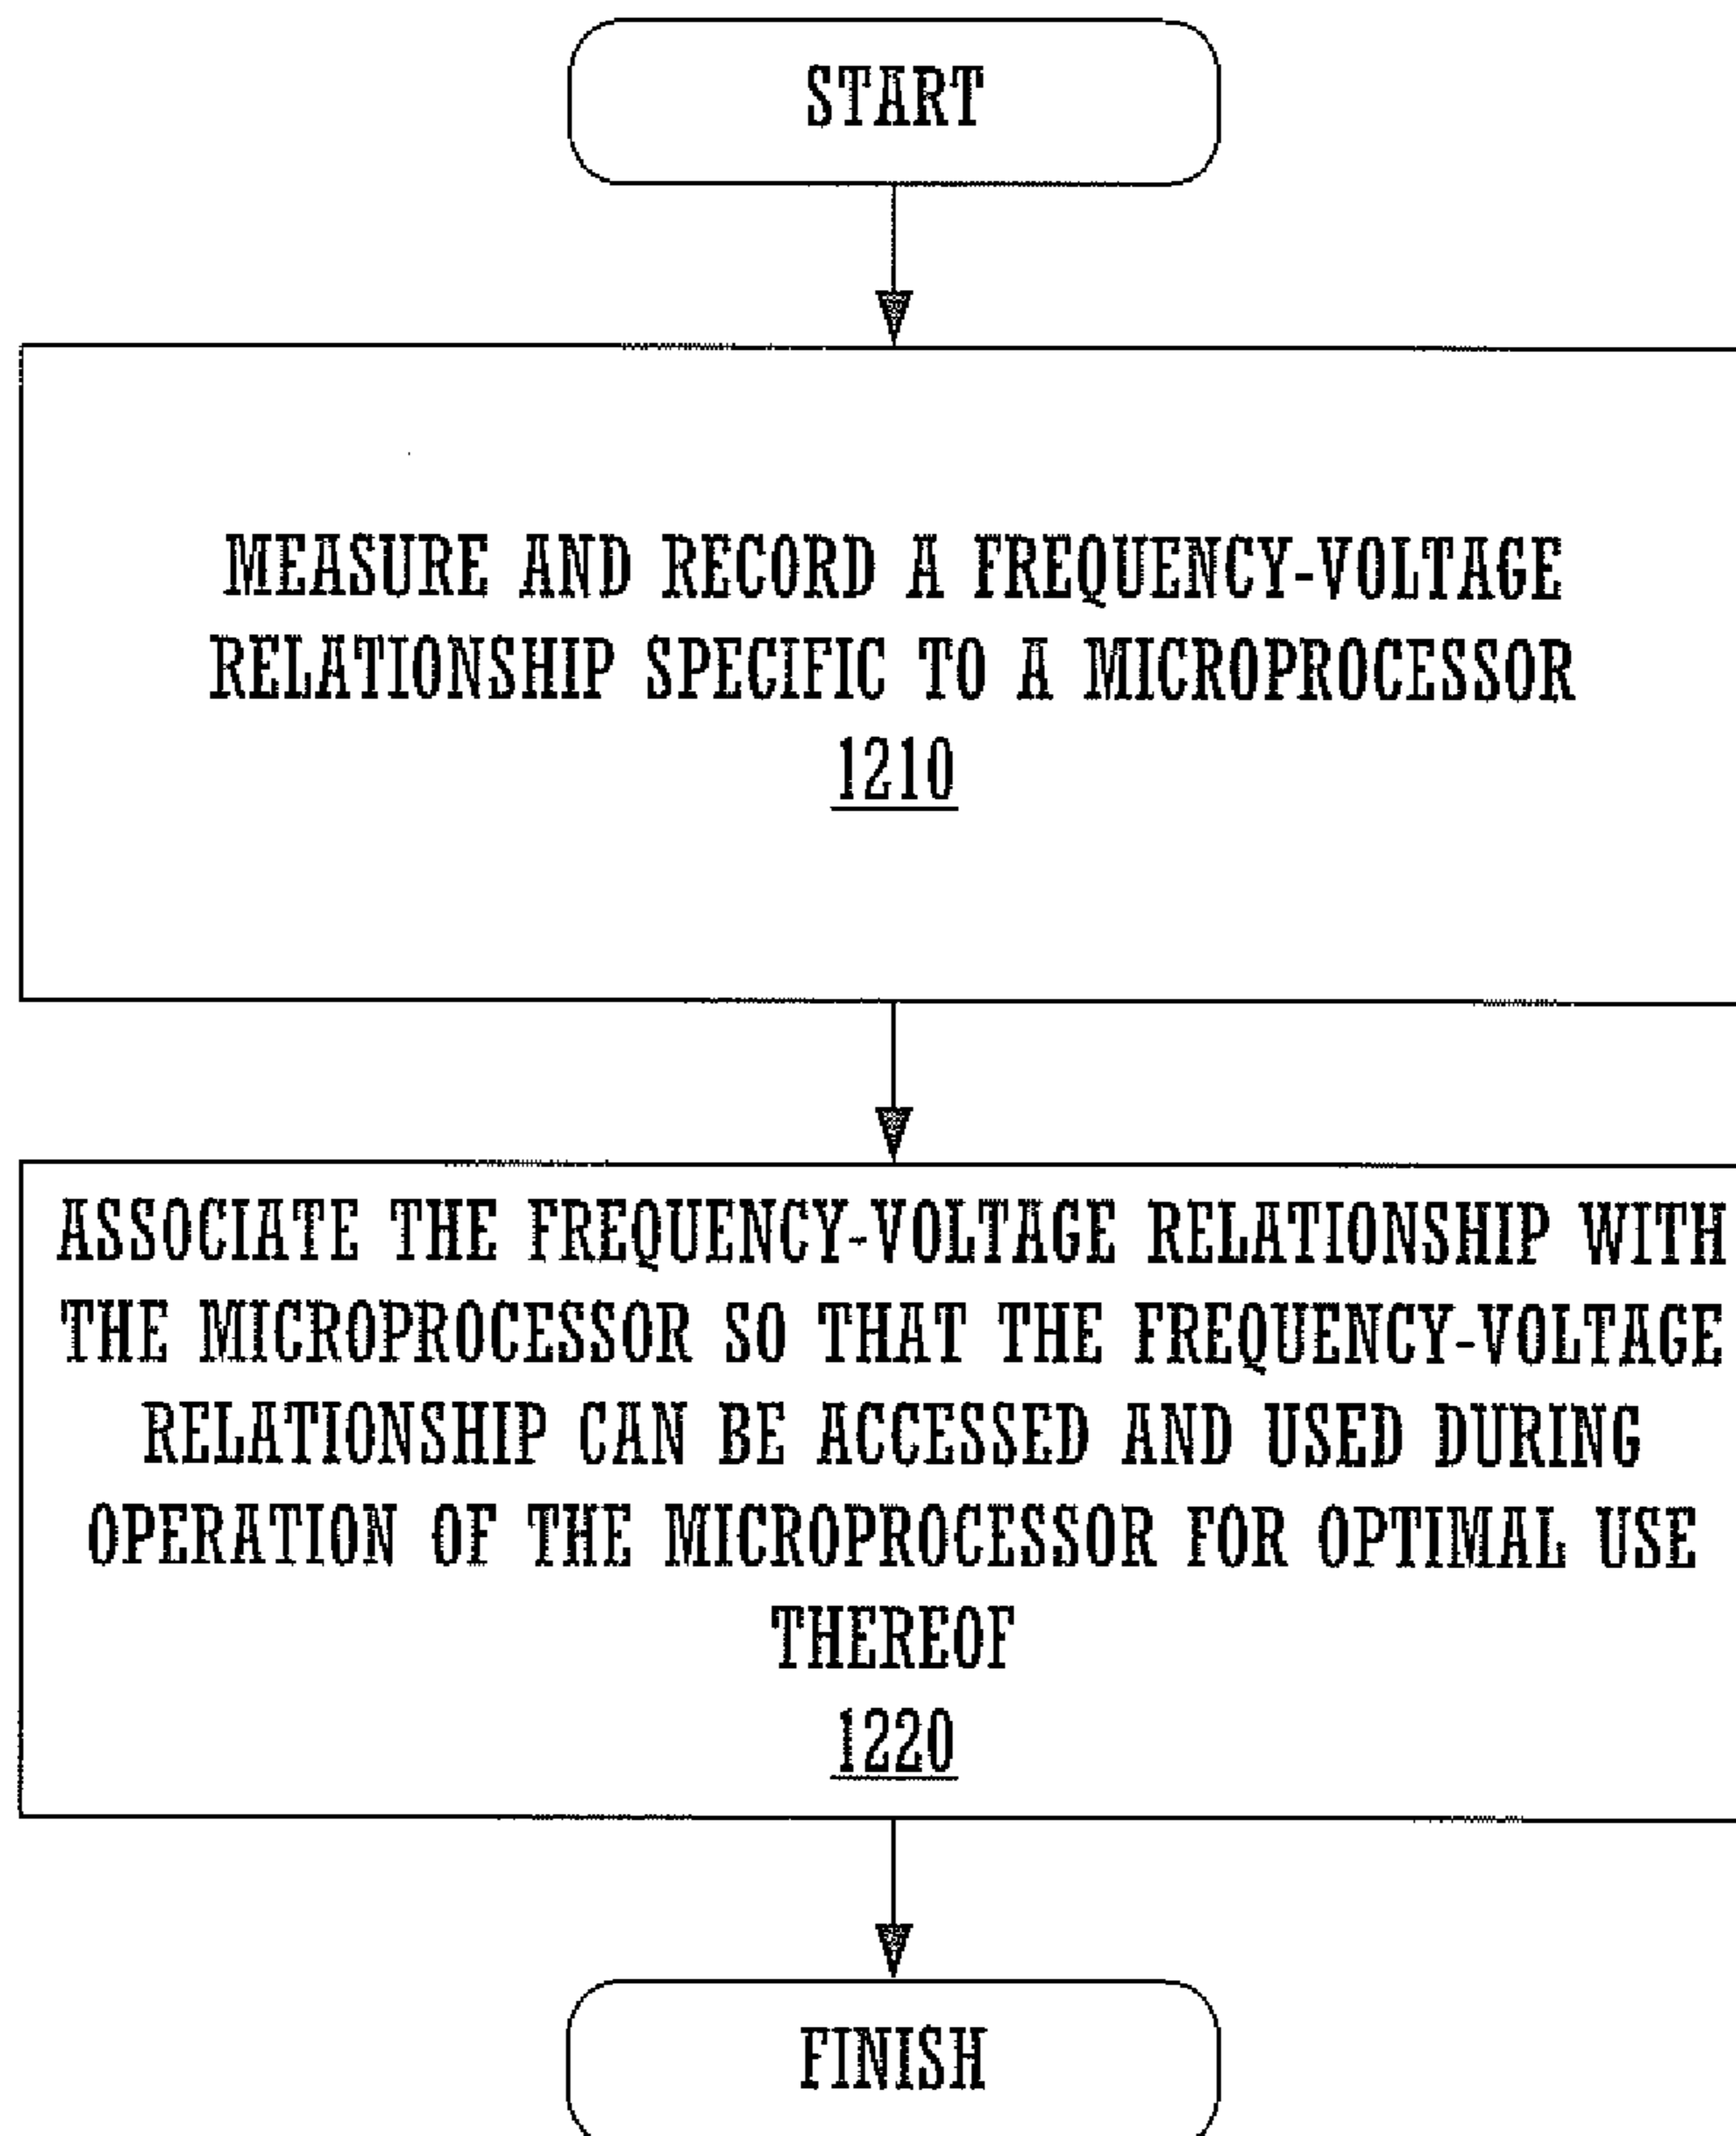 START
MEASURE AND RECORD A FREQUENCY-VOLTAGE
RELATIONSHIP SPECIFIC TO A MICROPROCESSOR
1210
ASSOCIATE THE FREQUENCY-VOLTAGE RELATIONSHIP WITH
THE MICROPROCESSOR SO THAT THE FREQUENCY-VOLTAGE
RELATIONSHIP CAN BE ACCESSED AND USED DURING
OPERATION OF THE MICROPROCESSOR FOR OPTIMAL USE
THEREOF
1220
FINISH